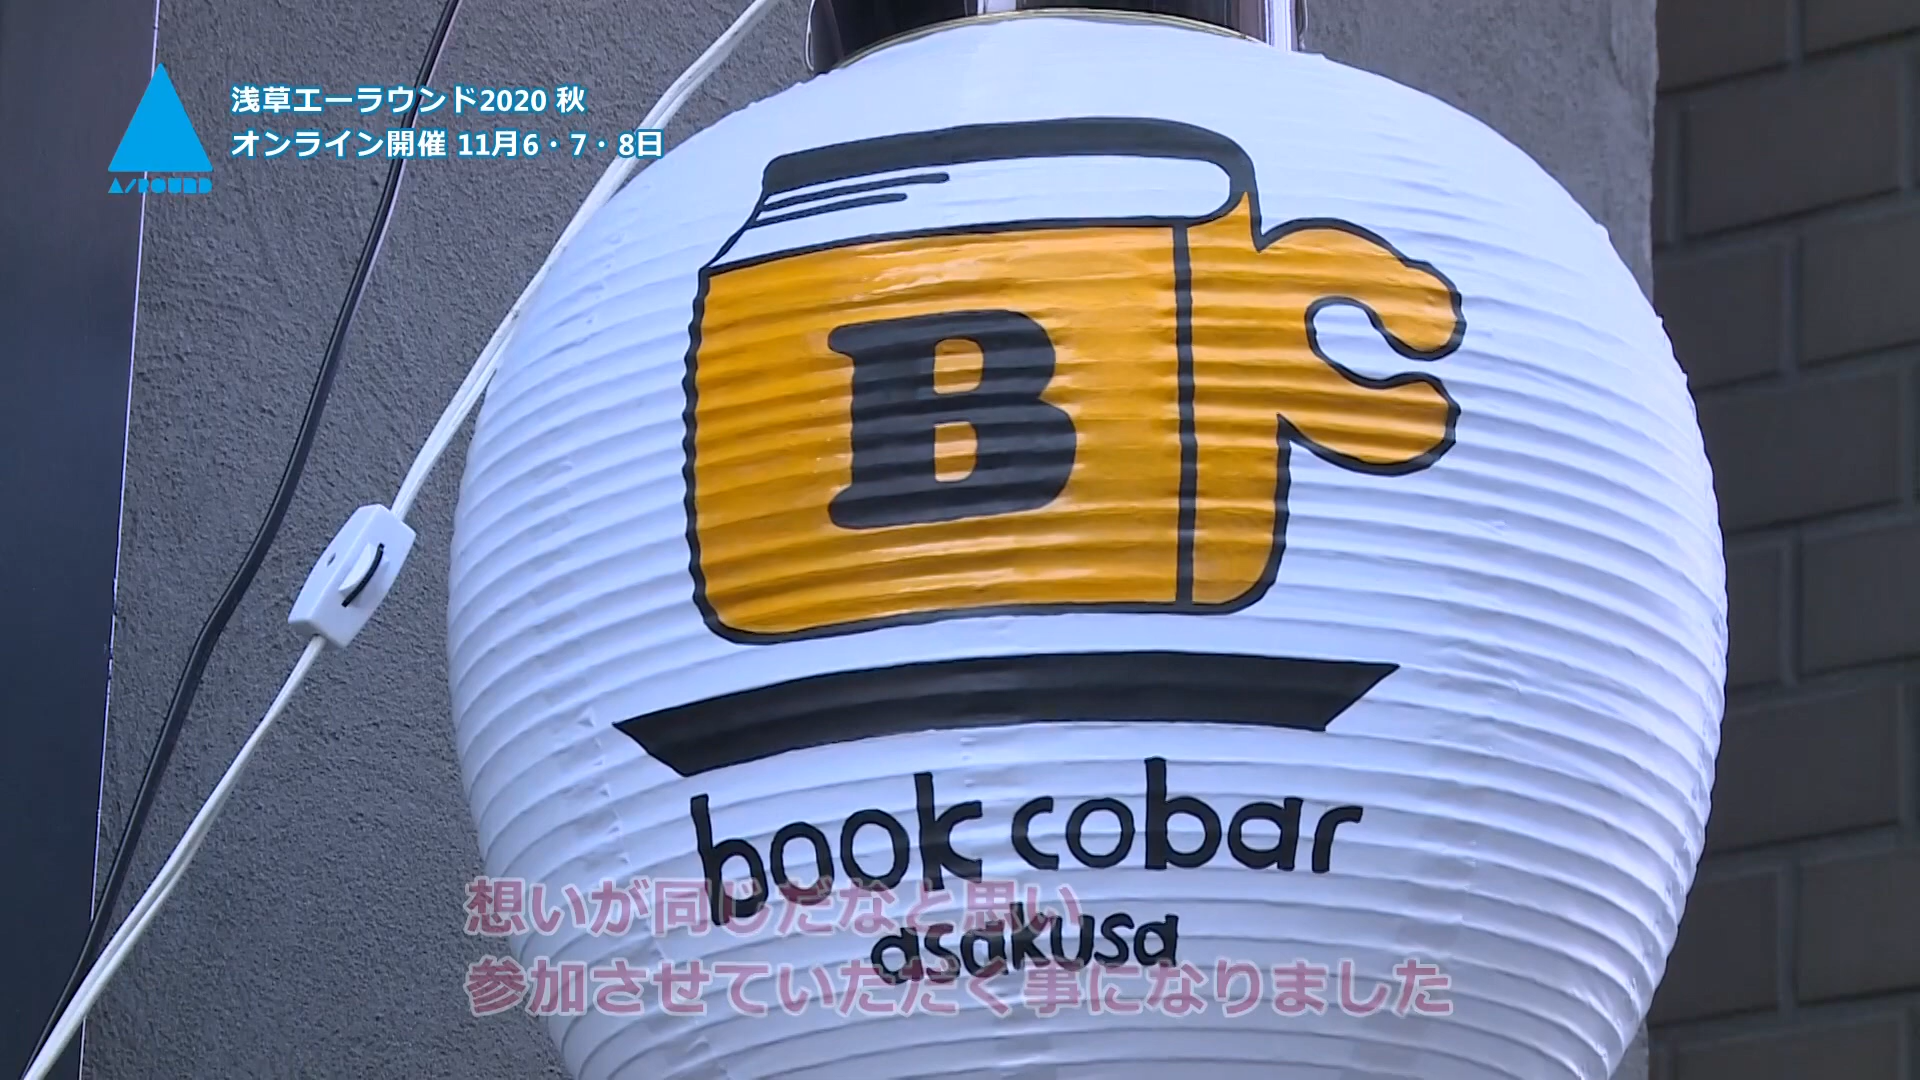 浅草エーラウンド2020 秋
オンライン開催 11月6・7・8日
A/ROUND
B
book cobar
asakusa
想いが同じだなと思い
参加させていただく事になりました